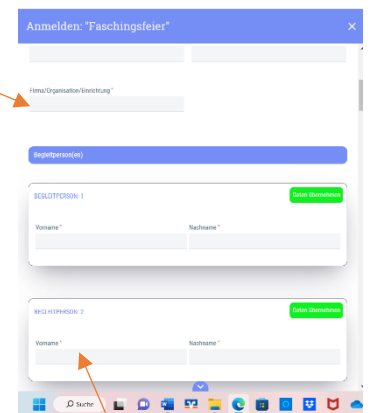 Anmelden: "Faschingsfeier"
Firma/Organisation/Einrichtung *
Begleitperson(en)
BEGLEITPERSON: 1
Daten übernehmen
Vorname *
Nachname *
BEGLEITPERSON: 2
Daten übernehmen
Vorname *
Nachname *
Suche